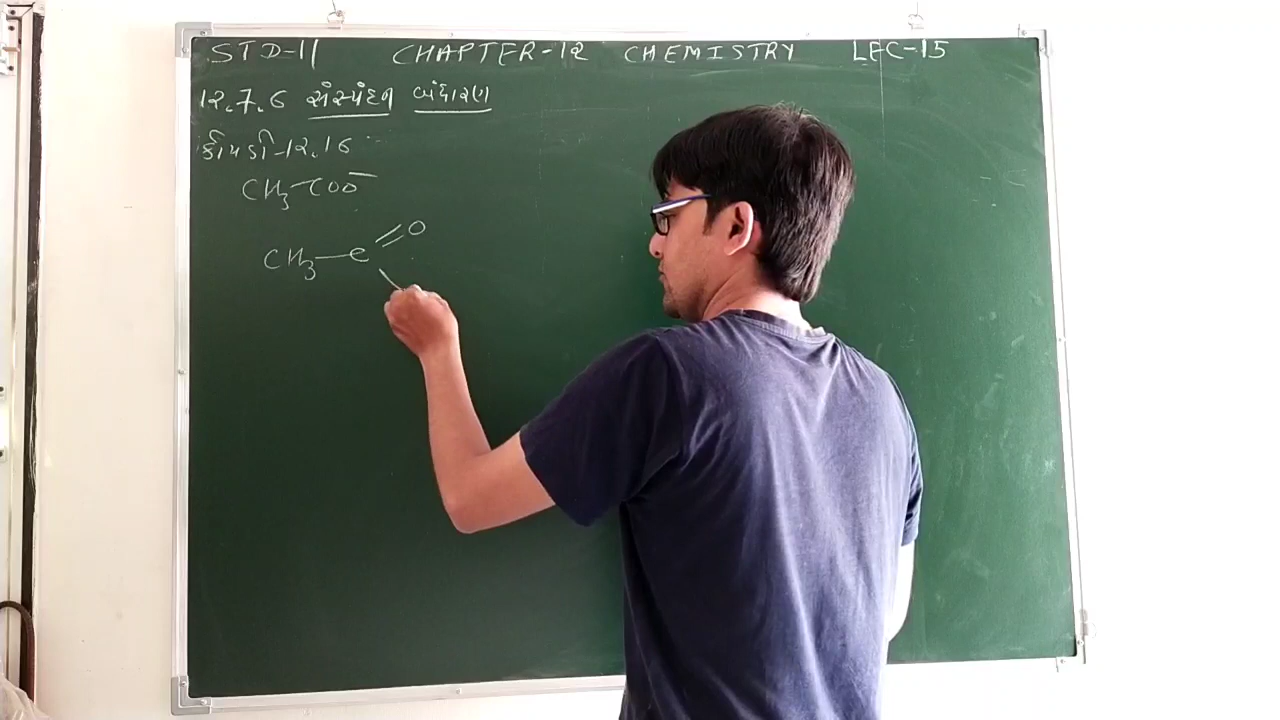 STD-11 CHAPTER-12 CHEMISTRY LEC-15
12.7.6 સંસ્પંદન બંધારણ
કોયડો-12.16
CH3-COO⁻
CH3-C=O